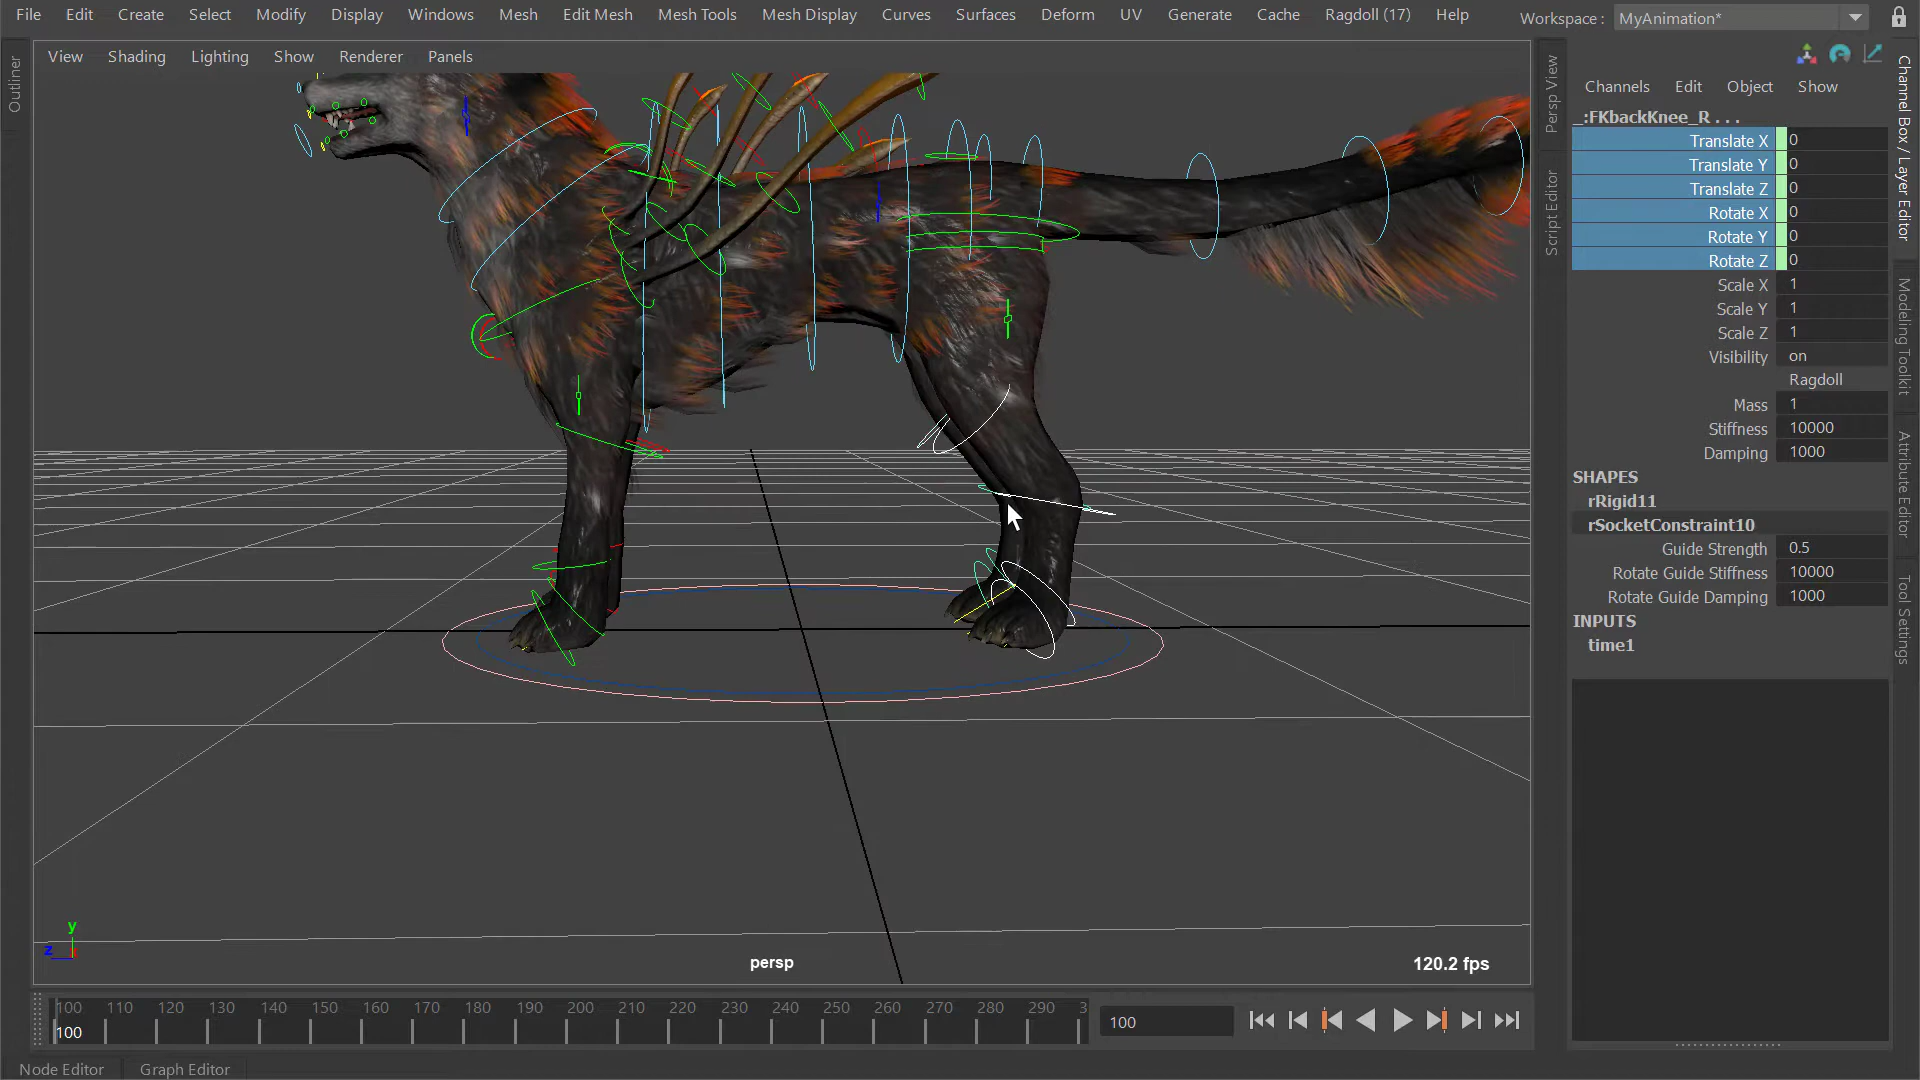 File Edit Create Select Modify Display Windows Mesh Edit Mesh Mesh Tools Mesh Display Curves Surfaces Deform UV Generate Cache Ragdoll (17) Help
Workspace : MyAnimation*
View Shading Lighting Show Renderer Panels
Outliner
Persp View
Script Editor
Channels Edit Object Show
_:FKbackKnee_R . . .
Translate X 0
Translate Y 0
Translate Z 0
Rotate X 0
Rotate Y 0
Rotate Z 0
Scale X 1
Scale Y 1
Scale Z 1
Visibility on
Ragdoll
Mass 1
Stiffness 10000
Damping 1000
SHAPES
rRigid11
rSocketConstraint10
Guide Strength 0.5
Rotate Guide Stiffness 10000
Rotate Guide Damping 1000
INPUTS
time1
Channel Box / Layer Editor
Modeling Toolkit
Attribute Editor
Tool Settings
y
z
persp
120.2 fps
100 110 120 130 140 150 160 170 180 190 200 210 220 230 240 250 260 270 280 290 3
100
100
Node Editor Graph Editor